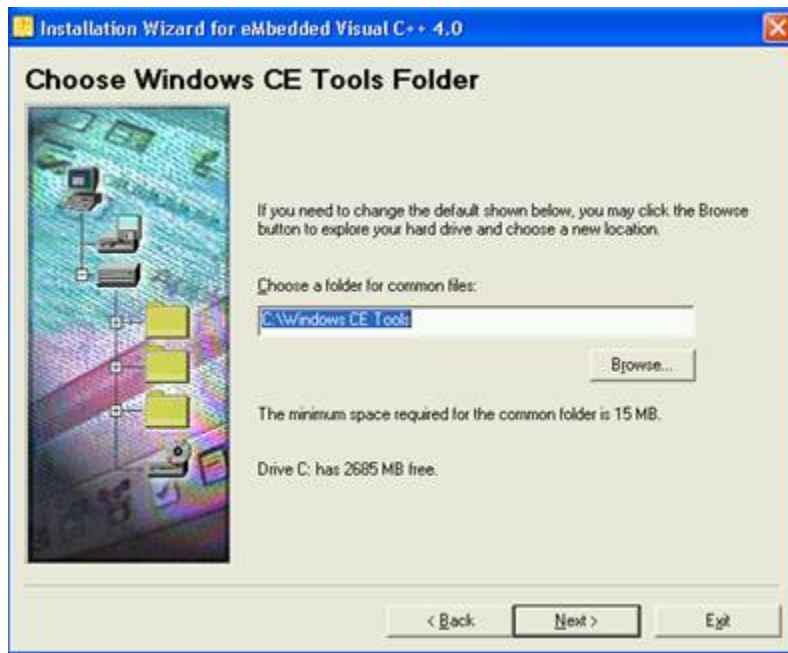 Installation Wizard for eMbedded Visual C++ 4.0
Choose Windows CE Tools Folder
If you need to change the default shown below, you may click the Browse
button to explore your hard drive and choose a new location.
Choose a folder for common files:
C:\Windows CE Tools
Browse...
The minimum space required for the common folder is 15 MB.
Drive C: has 2685 MB free.
< Back
Next >
Exit